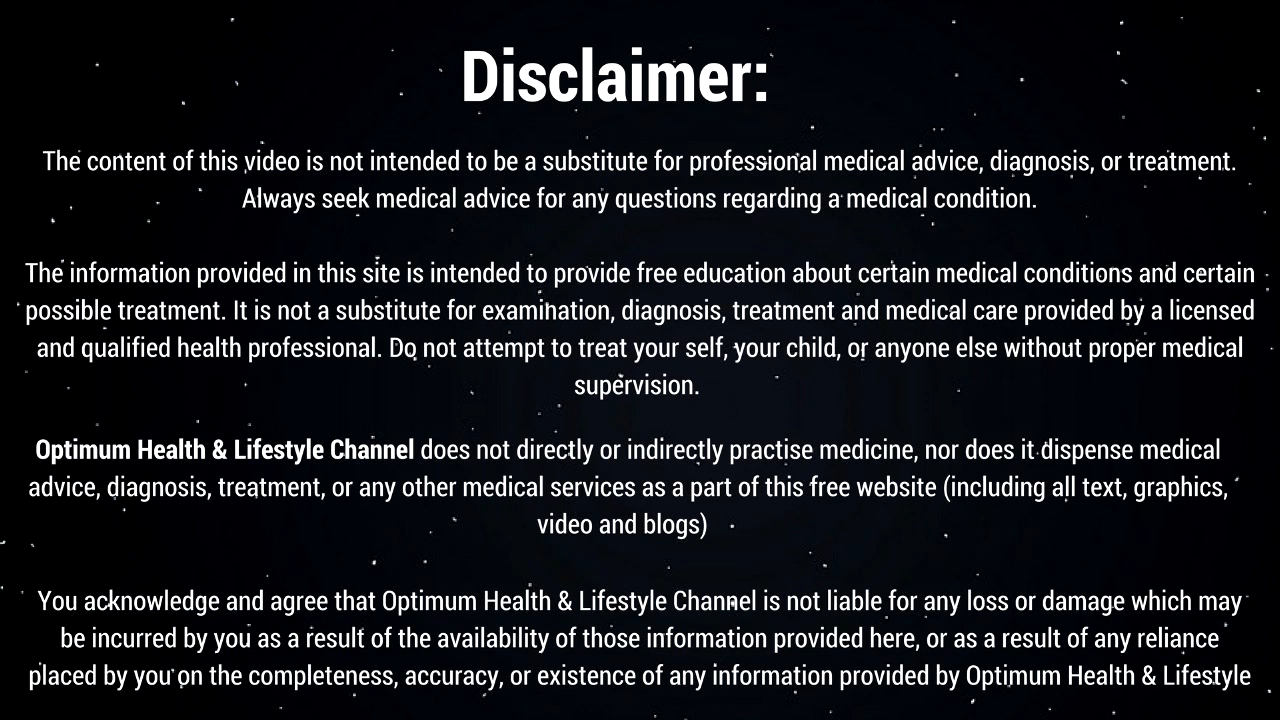 Disclaimer:
The content of this video is not intended to be a substitute for professional medical advice, diagnosis, or treatment.
Always seek medical advice for any questions regarding a medical condition.
The information provided in this site is intended to provide free education about certain medical conditions and certain
possible treatment. It is not a substitute for examination, diagnosis, treatment and medical care provided by a licensed
and qualified health professional. Do not attempt to treat your self, your child, or anyone else without proper medical
supervision.
Optimum Health & Lifestyle Channel does not directly or indirectly practise medicine, nor does it dispense medical
advice, diagnosis, treatment, or any other medical services as a part of this free website (including all text, graphics,
video and blogs)
You acknowledge and agree that Optimum Health & Lifestyle Channel is not liable for any loss or damage which may
be incurred by you as a result of the availability of those information provided here, or as a result of any reliance
placed by you on the completeness, accuracy, or existence of any information provided by Optimum Health & Lifestyle